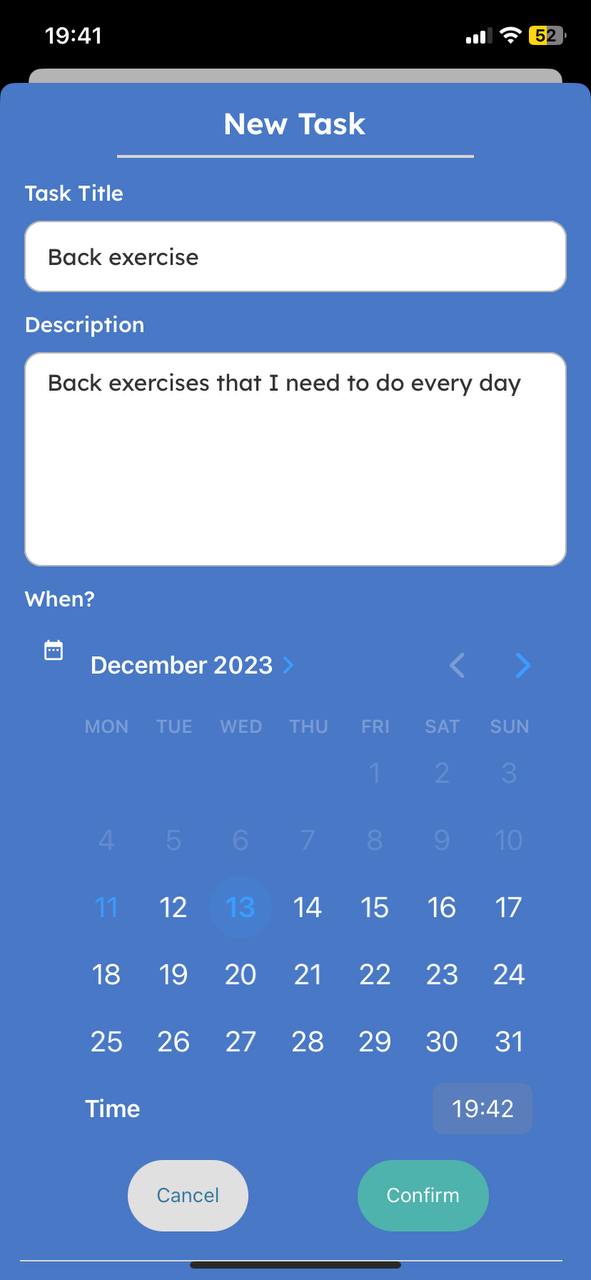 19:41 52
New Task
Task Title
Back exercise
Description
Back exercises that I need to do every day
When?
December 2023
MON TUE WED THU FRI SAT SUN
1 2 3
4 5 6 7 8 9 10
11 12 13 14 15 16 17
18 19 20 21 22 23 24
25 26 27 28 29 30 31
Time 19:42
Cancel Confirm